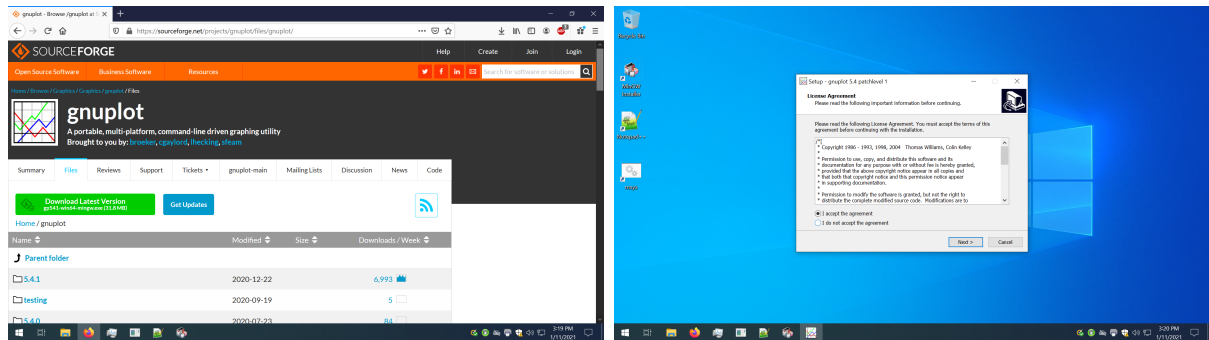 gnuplot - Browse /gnuplot at
https://sourceforge.net/projects/gnuplot/files/gnuplot/
SOURCEFORGE
Help Create Join Login
Open Source Software Business Software Resources
Search for software or solutions
Home / Browse / Graphics / Graphics / gnuplot / Files
gnuplot
A portable, multi-platform, command-line driven graphing utility
Brought to you by: broeker, cgaylord, lhecking, sfeam
Summary Files Reviews Support Tickets gnuplot-main Mailing Lists Discussion News Code
Download Latest Version
gp541-win64-mingw.exe (31.8 MB)
Get Updates
Home / gnuplot
Name Modified Size Downloads / Week
Parent folder
5.4.1 2020-12-22 6,993
testing 2020-09-19 5
5.4.0 2020-07-23 84
3:19 PM
1/11/2021
Recycle Bin
Notepad++
Setup - gnuplot 5.4 patchlevel 1
License Agreement
Please read the following important information before continuing.
Please read the following License Agreement. You must accept the terms of this
agreement before continuing with the installation.
/*[
* Copyright 1986 - 1993, 1998, 2004 Thomas Williams, Colin Kelley
*
* Permission to use, copy, and distribute this software and its
* documentation for any purpose with or without fee is hereby granted,
* provided that the above copyright notice appear in all copies and
* that both that copyright notice and this permission notice appear
* in supporting documentation.
*
* Permission to modify the software is granted, but not the right to
* distribute the complete modified source code. Modifications are to
I accept the agreement
I do not accept the agreement
Next > Cancel
3:20 PM
1/11/2021